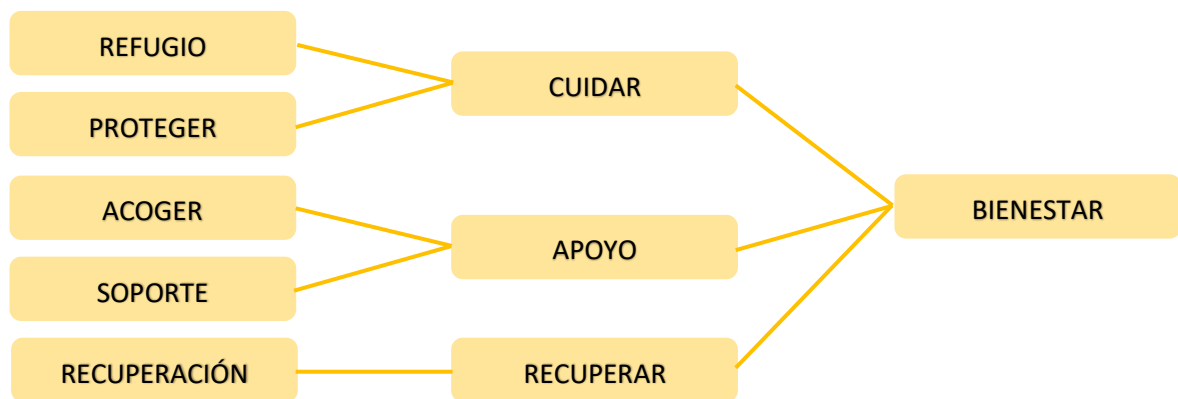 REFUGIO
PROTEGER
ACOGER
SOPORTE
RECUPERACIÓN
CUIDAR
APOYO
RECUPERAR
BIENESTAR